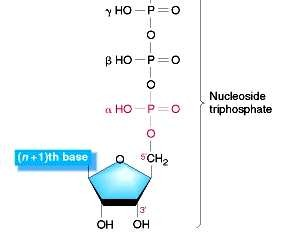 γ HO—P=O
O
β HO—P=O
O
α HO—P=O
O
Nucleoside
triphosphate
(n+1)th base
O
5'
CH₂
3'
OH OH